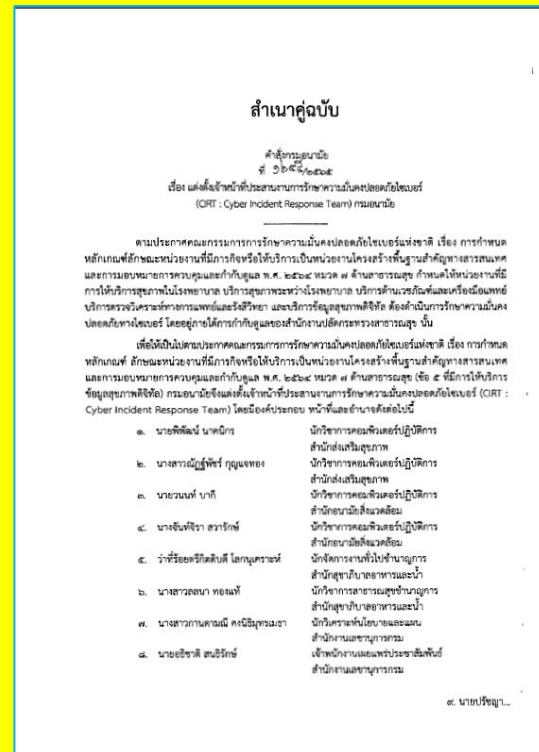 สำเนาคู่ฉบับ
คำสั่งกรมอนามัย
ที่ /๒๕๖๕
เรื่อง แต่งตั้งเจ้าหน้าที่ประสานงานการรักษาความมั่นคงปลอดภัยไซเบอร์
(CIRT : Cyber Incident Response Team) กรมอนามัย
ตามประกาศคณะกรรมการการรักษาความมั่นคงปลอดภัยไซเบอร์แห่งชาติ เรื่อง การกำหนด
หลักเกณฑ์ลักษณะหน่วยงานที่มีภารกิจหรือให้บริการเป็นหน่วยงานโครงสร้างพื้นฐานสำคัญทางสารสนเทศ
และการมอบหมายการควบคุมและกำกับดูแล พ.ศ. ๒๕๖๔ หมวด ๗ ด้านสาธารณสุข กำหนดให้หน่วยงานที่มี
การให้บริการสุขภาพในโรงพยาบาล บริการสุขภาพระหว่างโรงพยาบาล บริการด้านเวชภัณฑ์และเครื่องมือแพทย์
บริการตรวจวิเคราะห์ทางการแพทย์และรังสีวิทยา และบริการข้อมูลสุขภาพดิจิทัล ต้องดำเนินการรักษาความมั่นคง
ปลอดภัยทางไซเบอร์ โดยอยู่ภายใต้การกำกับดูแลของสำนักงานปลัดกระทรวงสาธารณสุข นั้น
เพื่อให้เป็นไปตามประกาศคณะกรรมการการรักษาความมั่นคงปลอดภัยไซเบอร์แห่งชาติ เรื่อง การกำหนด
หลักเกณฑ์ ลักษณะหน่วยงานที่มีภารกิจหรือให้บริการเป็นหน่วยงานโครงสร้างพื้นฐานสำคัญทางสารสนเทศ
และการมอบหมายการควบคุมและกำกับดูแล พ.ศ. ๒๕๖๔ หมวด ๗ ด้านสาธารณสุข (ข้อ ๕ ที่มีการให้บริการ
ข้อมูลสุขภาพดิจิทัล) กรมอนามัยจึงแต่งตั้งเจ้าหน้าที่ประสานงานการรักษาความมั่นคงปลอดภัยไซเบอร์ (CIRT :
Cyber Incident Response Team) โดยมีองค์ประกอบ หน้าที่และอำนาจดังต่อไปนี้
๑. นายพิพัฒน์ นาคนิกร นักวิชาการคอมพิวเตอร์ปฏิบัติการ
สำนักส่งเสริมสุขภาพ
๒. นางสาวณัฏฐ์พัชร์ กุญแจทอง นักวิชาการคอมพิวเตอร์ปฏิบัติการ
สำนักส่งเสริมสุขภาพ
๓. นายวนนท์ บากี นักวิชาการคอมพิวเตอร์ปฏิบัติการ
สำนักอนามัยสิ่งแวดล้อม
๔. นางจันท์จิรา สวารักษ์ นักวิชาการคอมพิวเตอร์ปฏิบัติการ
สำนักอนามัยสิ่งแวดล้อม
๕. ว่าที่ร้อยตรีกิตติบดี โสกนุเคราะห์ นักจัดการงานทั่วไปชำนาญการ
สำนักสุขาภิบาลอาหารและน้ำ
๖. นางสาวลลนา ทองแท้ นักวิชาการสาธารณสุขชำนาญการ
สำนักสุขาภิบาลอาหารและน้ำ
๗. นางสาวกานดามณี คงนิธิมุทรเมธา นักวิเคราะห์นโยบายและแผน
สำนักงานเลขานุการกรม
๘. นายอธิชาติ สนธิรักษ์ เจ้าพนักงานเผยแพร่ประชาสัมพันธ์
สำนักงานเลขานุการกรม
๙. นายปรัชญา...